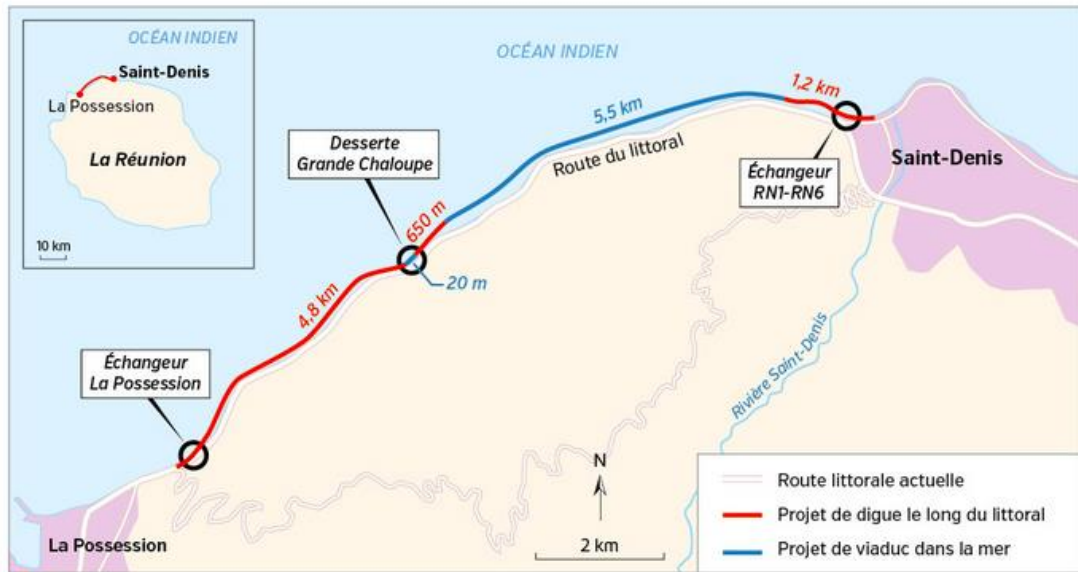 OCÉAN INDIEN
Saint-Denis
La Possession
La Réunion
10 km
OCÉAN INDIEN
1,2 km
5,5 km
Desserte
Grande Chaloupe
Route du littoral
Échangeur
RN1-RN6
Saint-Denis
650 m
20 m
4,8 km
Échangeur
La Possession
Rivière Saint-Denis
N
2 km
La Possession
Route littorale actuelle
Projet de digue le long du littoral
Projet de viaduc dans la mer